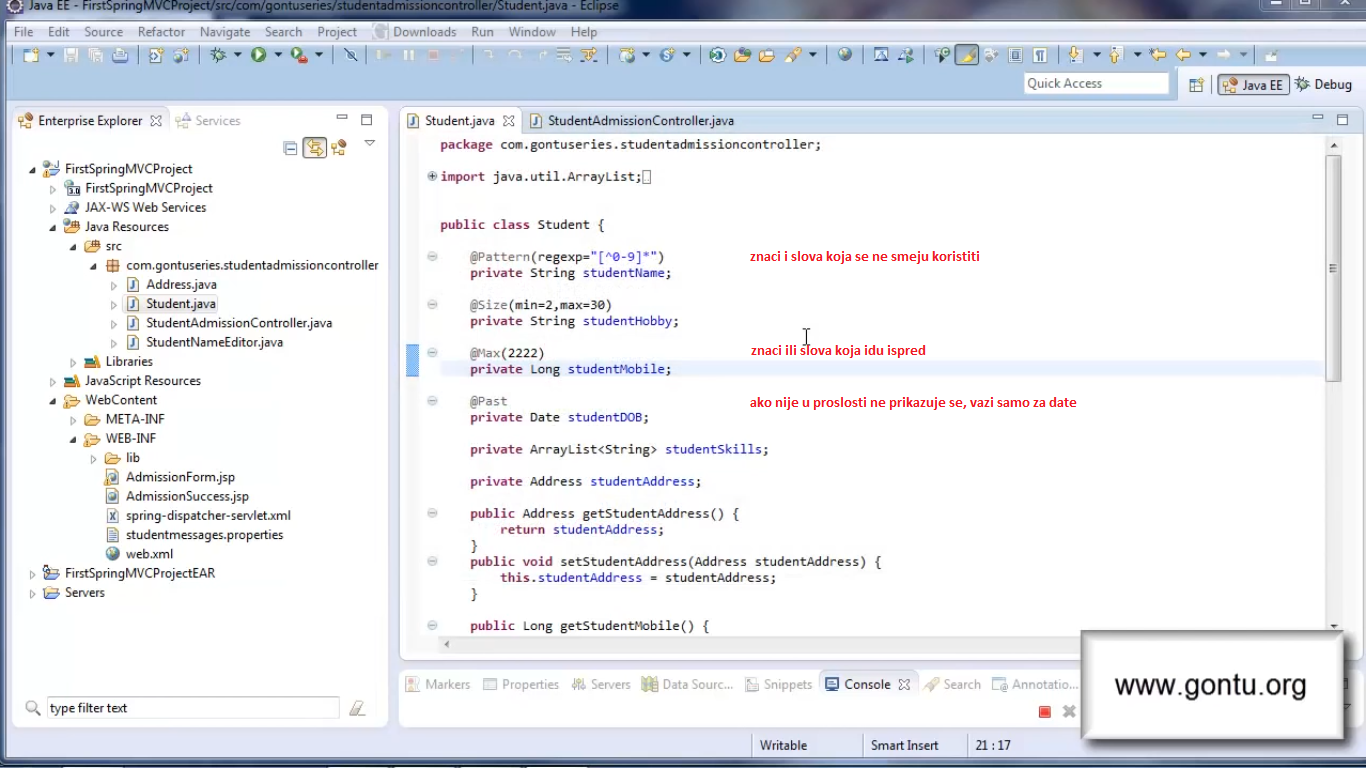 Java EE - FirstSpringMVCProject/src/com/gontuseries/studentadmissioncontroller/Student.java - Eclipse
File Edit Source Refactor Navigate Search Project Downloads Run Window Help
Quick Access
Java EE
Debug
Enterprise Explorer
Services
FirstSpringMVCProject
FirstSpringMVCProject
JAX-WS Web Services
Java Resources
src
com.gontuseries.studentadmissioncontroller
Address.java
Student.java
StudentAdmissionController.java
StudentNameEditor.java
Libraries
JavaScript Resources
WebContent
META-INF
WEB-INF
lib
AdmissionForm.jsp
AdmissionSuccess.jsp
spring-dispatcher-servlet.xml
studentmessages.properties
web.xml
FirstSpringMVCProjectEAR
Servers
type filter text
Student.java
StudentAdmissionController.java
package com.gontuseries.studentadmissioncontroller;
import java.util.ArrayList;
public class Student {
@Pattern(regexp="[^0-9]*") znaci i slova koja se ne smeju koristiti
private String studentName;
@Size(min=2,max=30)
private String studentHobby;
@Max(2222) znaci ili slova koja idu ispred
private Long studentMobile;
@Past ako nije u proslosti ne prikazuje se, vazi samo za date
private Date studentDOB;
private ArrayList<String> studentSkills;
private Address studentAddress;
public Address getStudentAddress() {
return studentAddress;
}
public void setStudentAddress(Address studentAddress) {
this.studentAddress = studentAddress;
}
public Long getStudentMobile() {
Markers Properties Servers Data Sourc... Snippets Console Search Annotatio...
www.gontu.org
Writable Smart Insert 21 : 17